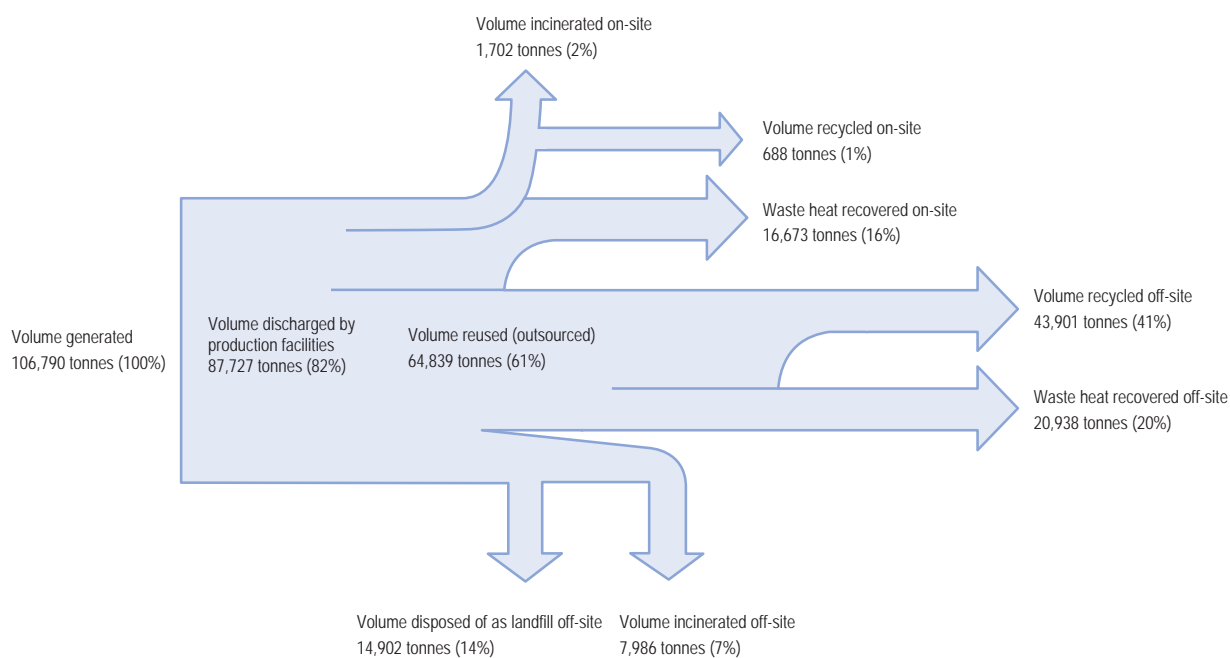 Volume incinerated on-site
1,702 tonnes (2%)
Volume recycled on-site
688 tonnes (1%)
Waste heat recovered on-site
16,673 tonnes (16%)
Volume recycled off-site
43,901 tonnes (41%)
Volume generated
106,790 tonnes (100%)
Volume discharged by
production facilities
87,727 tonnes (82%)
Volume reused (outsourced)
64,839 tonnes (61%)
Waste heat recovered off-site
20,938 tonnes (20%)
Volume disposed of as landfill off-site
14,902 tonnes (14%)
Volume incinerated off-site
7,986 tonnes (7%)